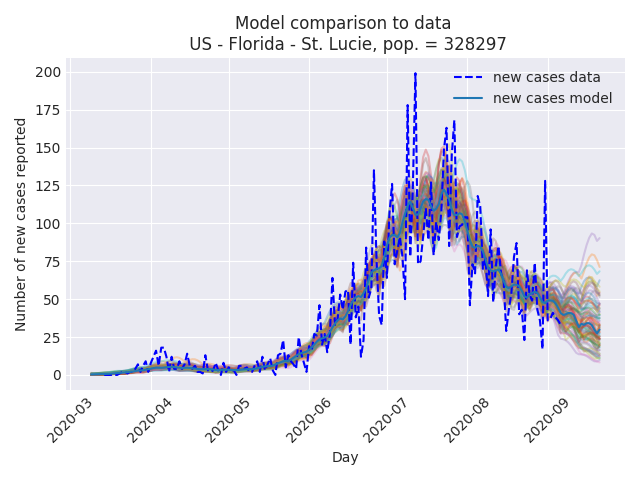 Model comparison to data
US - Florida - St. Lucie, pop. = 328297
new cases data
new cases model
Number of new cases reported
200
175
150
125
100
75
50
25
0
2020-03
2020-04
2020-05
2020-06
2020-07
2020-08
2020-09
Day